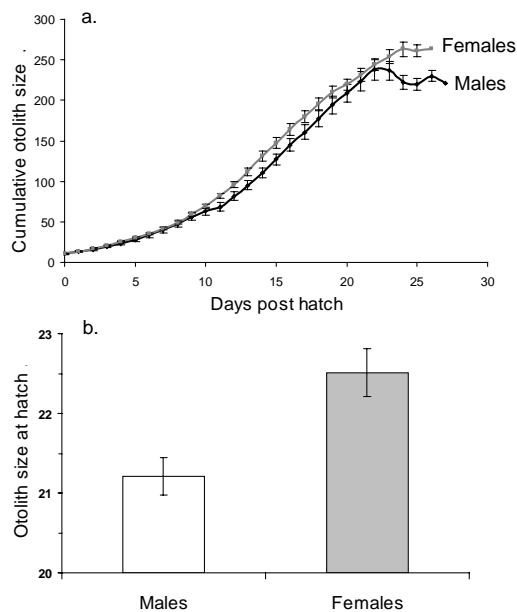 a.
300
250
200
150
100
50
0
Cumulative otolith size .
Females
Males
0 5 10 15 20 25 30
Days post hatch
b.
23
22
21
20
Otolith size at hatch .
Males Females